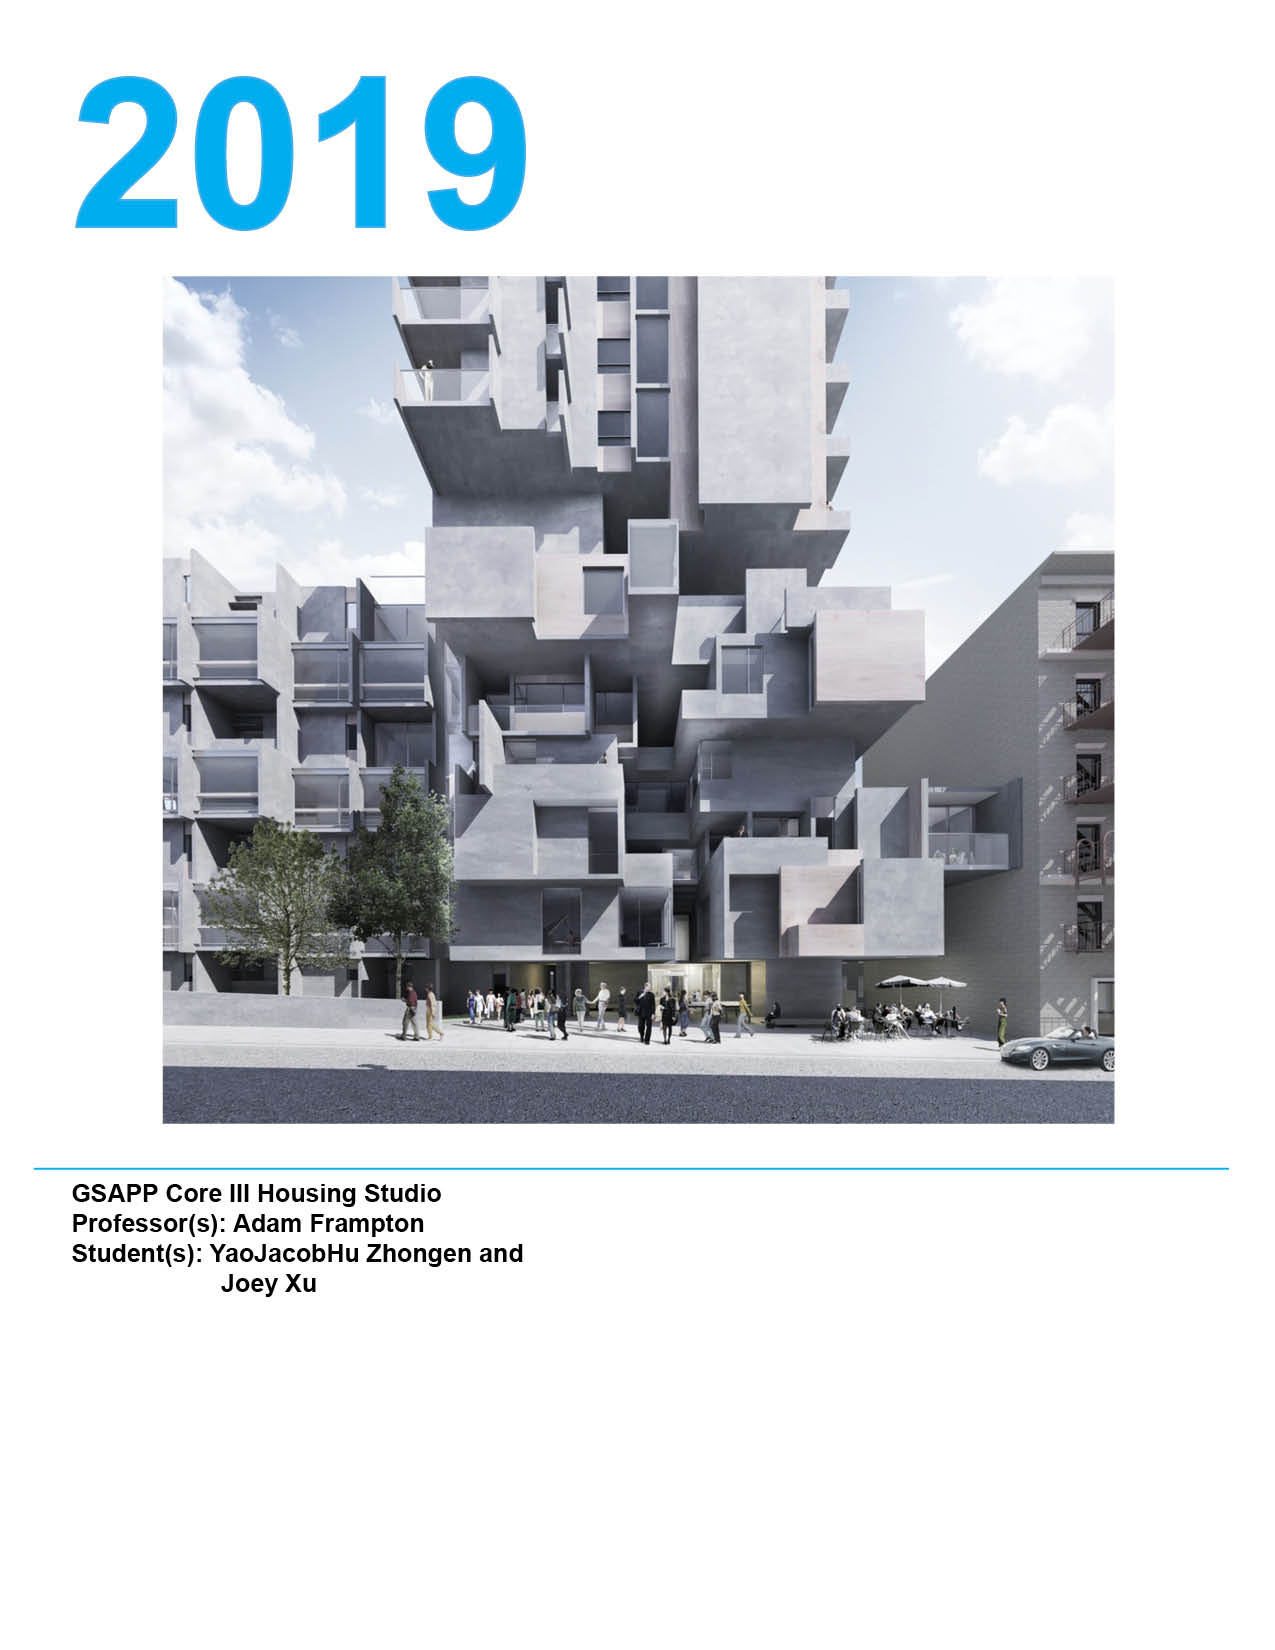 2019
GSAPP Core III Housing Studio
Professor(s): Adam Frampton
Student(s): YaoJacobHu Zhongen and
Joey Xu